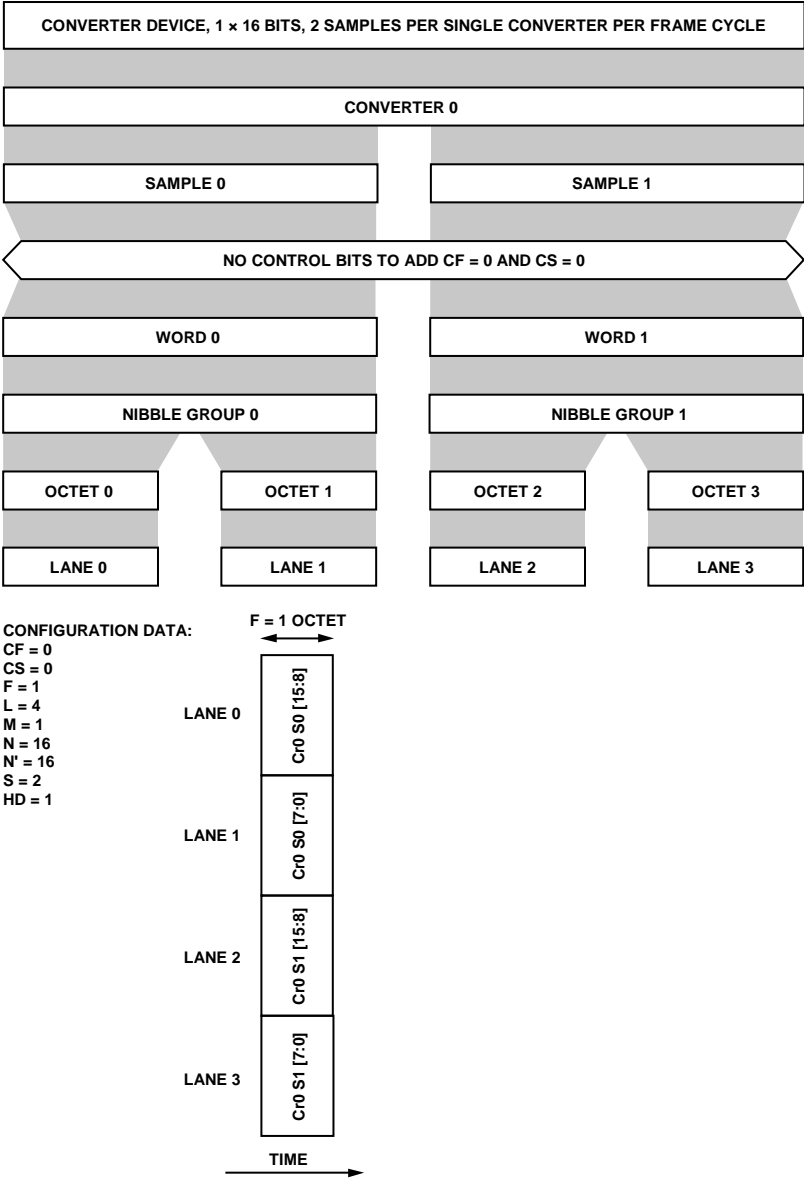 CONVERTER DEVICE, 1 × 16 BITS, 2 SAMPLES PER SINGLE CONVERTER PER FRAME CYCLE
CONVERTER 0
SAMPLE 0
SAMPLE 1
NO CONTROL BITS TO ADD CF = 0 AND CS = 0
WORD 0
WORD 1
NIBBLE GROUP 0
NIBBLE GROUP 1
OCTET 0
OCTET 1
OCTET 2
OCTET 3
LANE 0
LANE 1
LANE 2
LANE 3
CONFIGURATION DATA:
CF = 0
CS = 0
F = 1
L = 4
M = 1
N = 16
N' = 16
S = 2
HD = 1
F = 1 OCTET
LANE 0
Cr0 S0 [15:8]
LANE 1
Cr0 S0 [7:0]
LANE 2
Cr0 S1 [15:8]
LANE 3
Cr0 S1 [7:0]
TIME